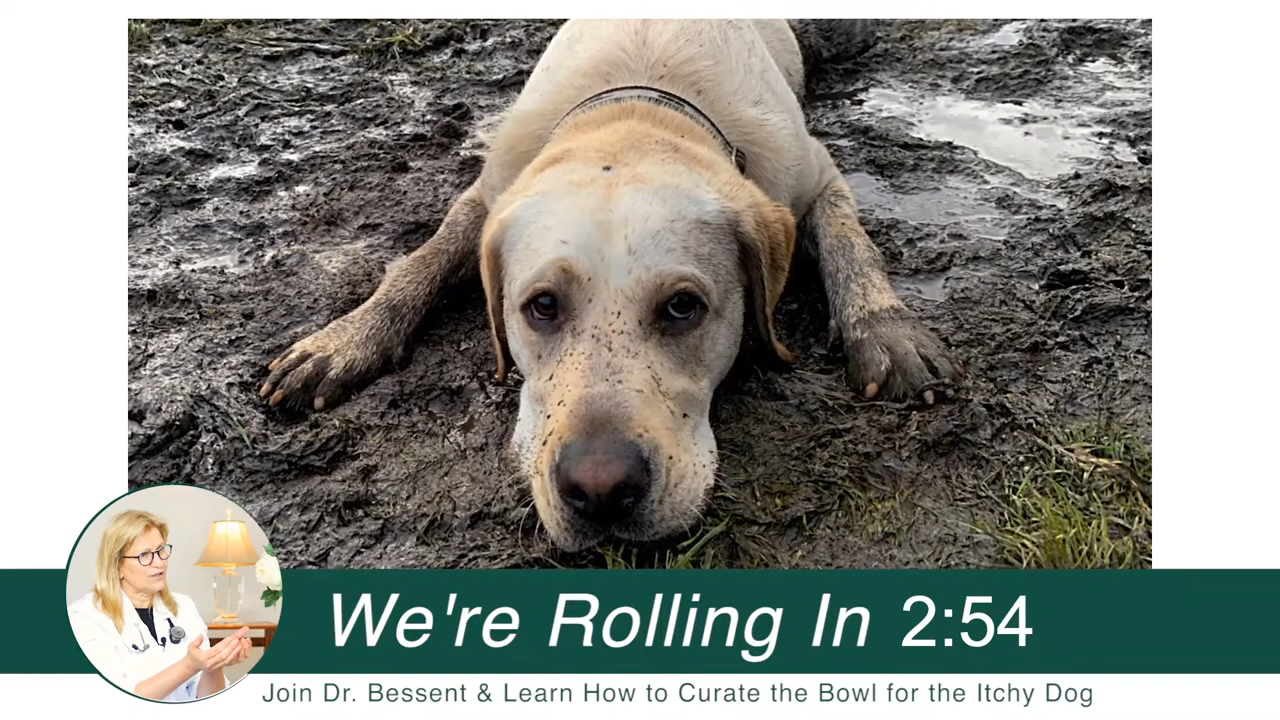 We're Rolling In 2:54
Join Dr. Bessent & Learn How to Curate the Bowl for the Itchy Dog